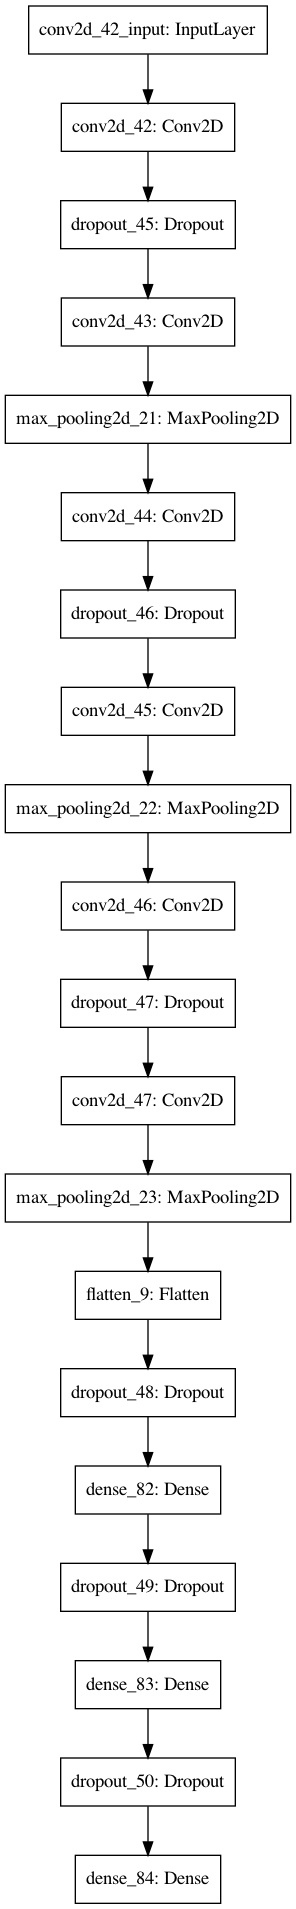 conv2d_42_input: InputLayer
conv2d_42: Conv2D
dropout_45: Dropout
conv2d_43: Conv2D
max_pooling2d_21: MaxPooling2D
conv2d_44: Conv2D
dropout_46: Dropout
conv2d_45: Conv2D
max_pooling2d_22: MaxPooling2D
conv2d_46: Conv2D
dropout_47: Dropout
conv2d_47: Conv2D
max_pooling2d_23: MaxPooling2D
flatten_9: Flatten
dropout_48: Dropout
dense_82: Dense
dropout_49: Dropout
dense_83: Dense
dropout_50: Dropout
dense_84: Dense